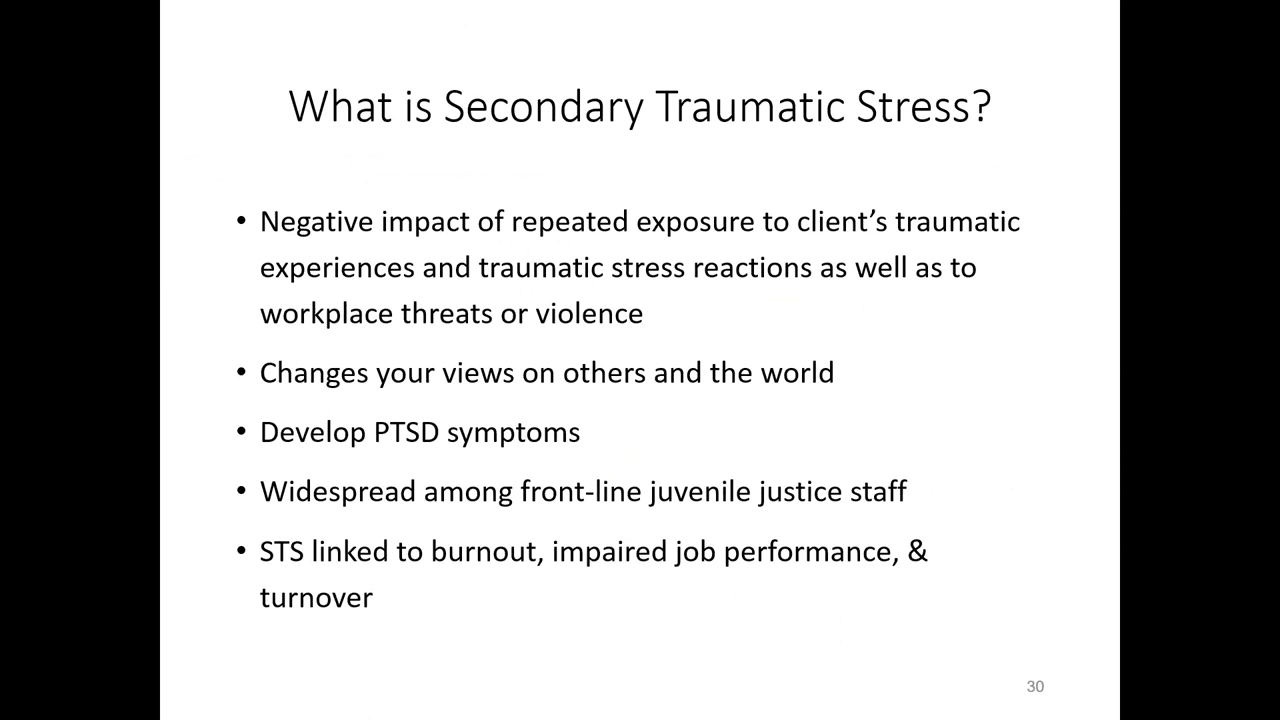 What is Secondary Traumatic Stress?
• Negative impact of repeated exposure to client’s traumatic
experiences and traumatic stress reactions as well as to
workplace threats or violence
• Changes your views on others and the world
• Develop PTSD symptoms
• Widespread among front-line juvenile justice staff
• STS linked to burnout, impaired job performance, &
turnover
30